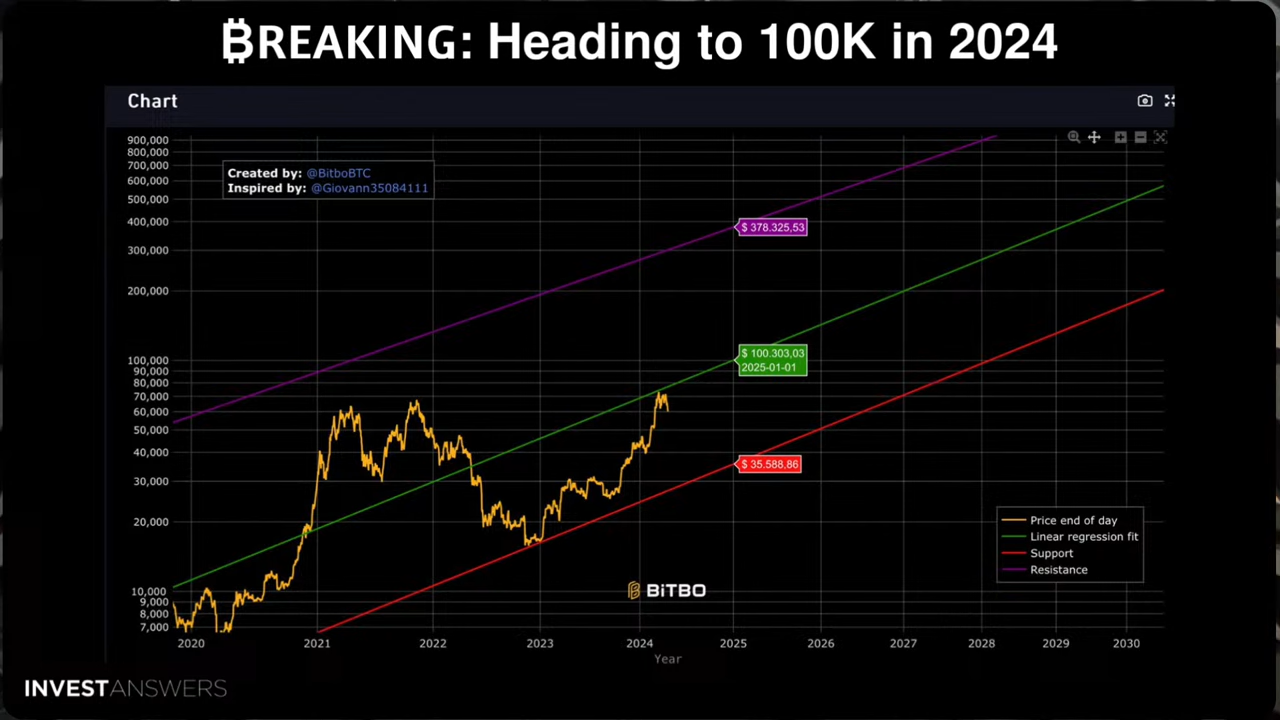 ₿REAKING: Heading to 100K in 2024
Chart
900,000
800,000
700,000
600,000
500,000
400,000
300,000
200,000
100,000
90,000
80,000
70,000
60,000
50,000
40,000
30,000
20,000
10,000
9,000
8,000
7,000
Created by: @BitboBTC
Inspired by: @Giovann35084111
$ 378.325,53
$ 100.303,03
2025-01-01
$ 35.588,86
Price end of day
Linear regression fit
Support
Resistance
BiTBO
2020 2021 2022 2023 2024 2025 2026 2027 2028 2029 2030
Year
INVESTANSWERS